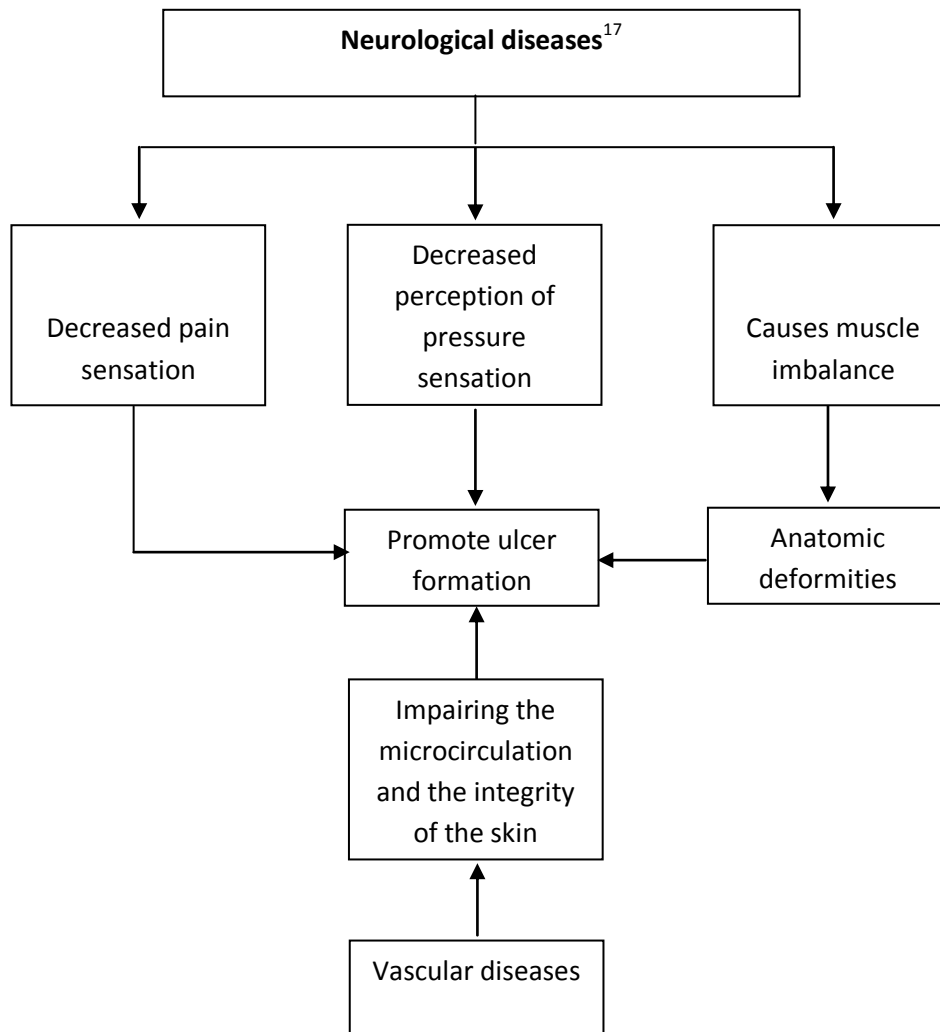 Neurological diseases17
Decreased pain
sensation
Decreased
perception of
pressure
sensation
Causes muscle
imbalance
Promote ulcer
formation
Anatomic
deformities
Impairing the
microcirculation
and the integrity
of the skin
Vascular diseases